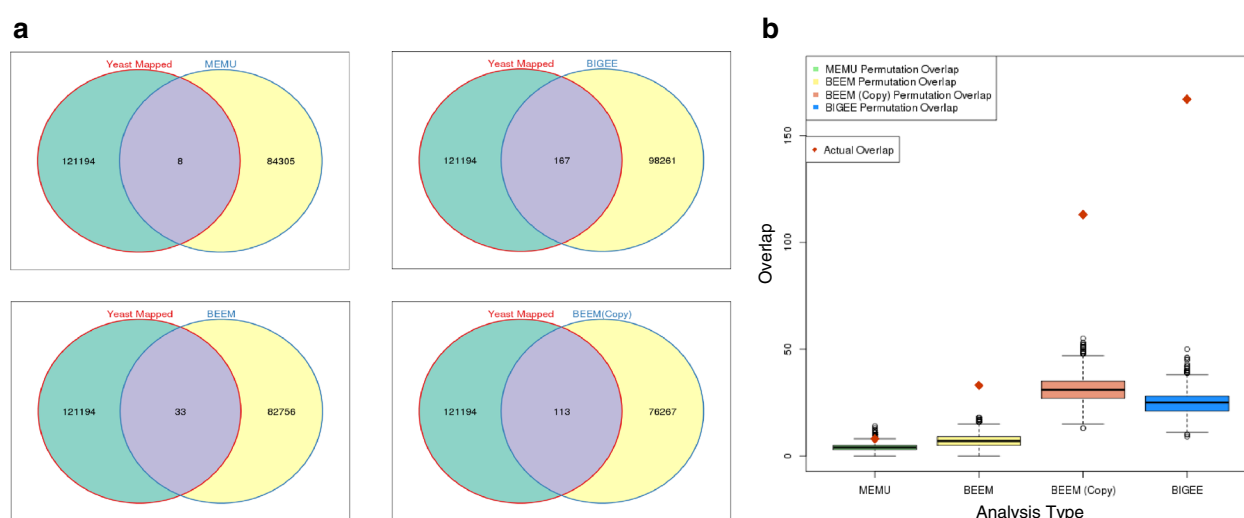 a
Yeast Mapped MEMU
121194 8 84305
Yeast Mapped BIGEE
121194 167 98261
Yeast Mapped BEEM
121194 33 82756
Yeast Mapped BEEM(Copy)
121194 113 76267
b
MEMU Permutation Overlap
BEEM Permutation Overlap
BEEM (Copy) Permutation Overlap
BIGEE Permutation Overlap
Actual Overlap
Overlap
150
100
50
0
MEMU BEEM BEEM (Copy) BIGEE
Analysis Type